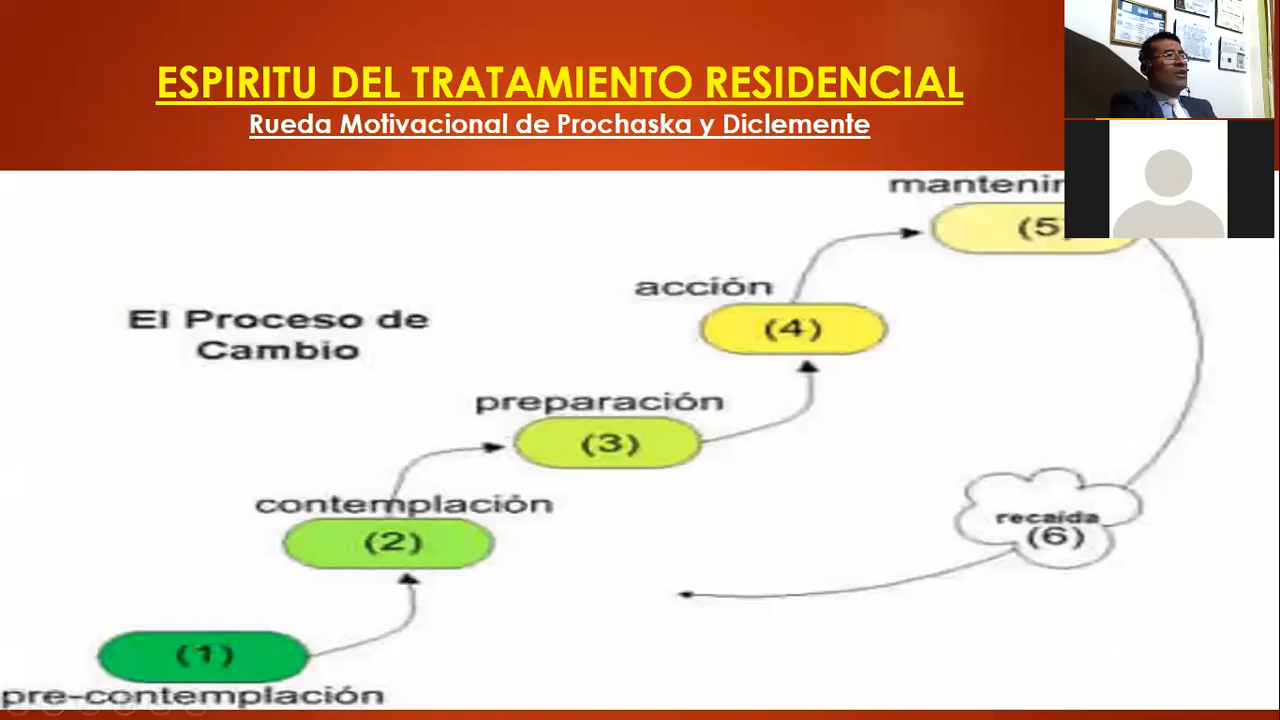 ESPIRITU DEL TRATAMIENTO RESIDENCIAL
Rueda Motivacional de Prochaska y Diclemente
mantenim
(5)
acción
(4)
El Proceso de
Cambio
preparación
(3)
contemplación
(2)
recaida
(6)
(1)
pre-contemplación